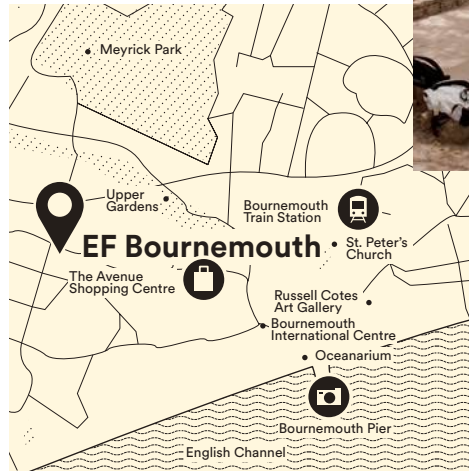 Meyrick Park
Upper
Gardens
Bournemouth
Train Station
EF Bournemouth
St. Peter's
Church
The Avenue
Shopping Centre
Russell Cotes
Art Gallery
Bournemouth
International Centre
Oceanarium
Bournemouth Pier
English Channel